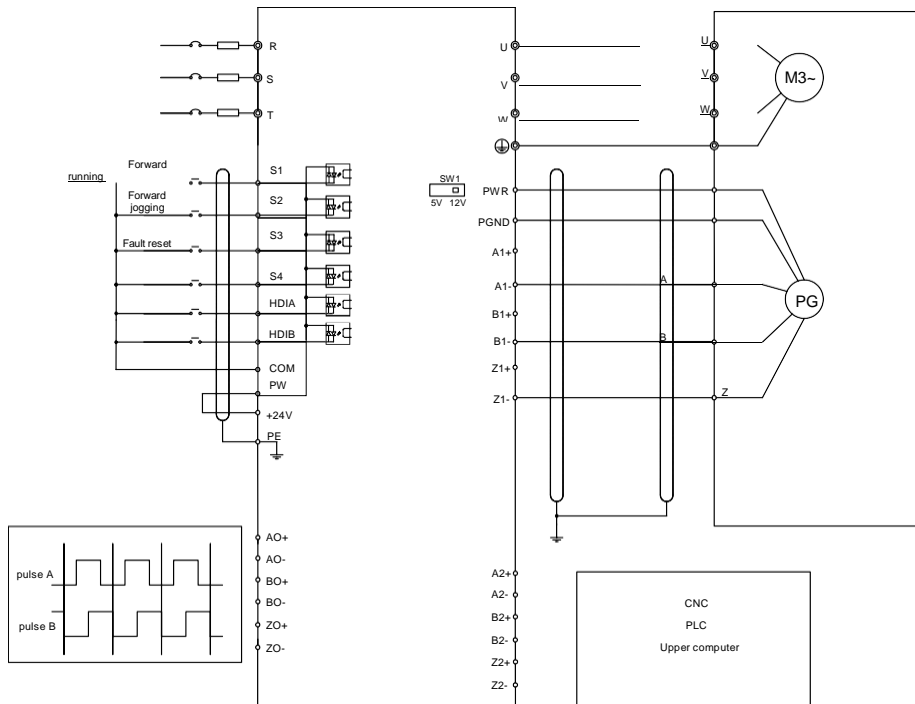 R
S
T
U
V
W
U
V
W
M3~
Forward
running
Forward
jogging
Fault reset
S1
S2
S3
S4
HDIA
HDIB
COM
PW
+24V
PE
SW1
5V 12V
PWR
PGND
A1+
A1-
B1+
B1-
Z1+
Z1-
A
B
Z
PG
pulse A
pulse B
AO+
AO-
BO+
BO-
ZO+
ZO-
A2+
A2-
B2+
B2-
Z2+
Z2-
CNC
PLC
Upper computer